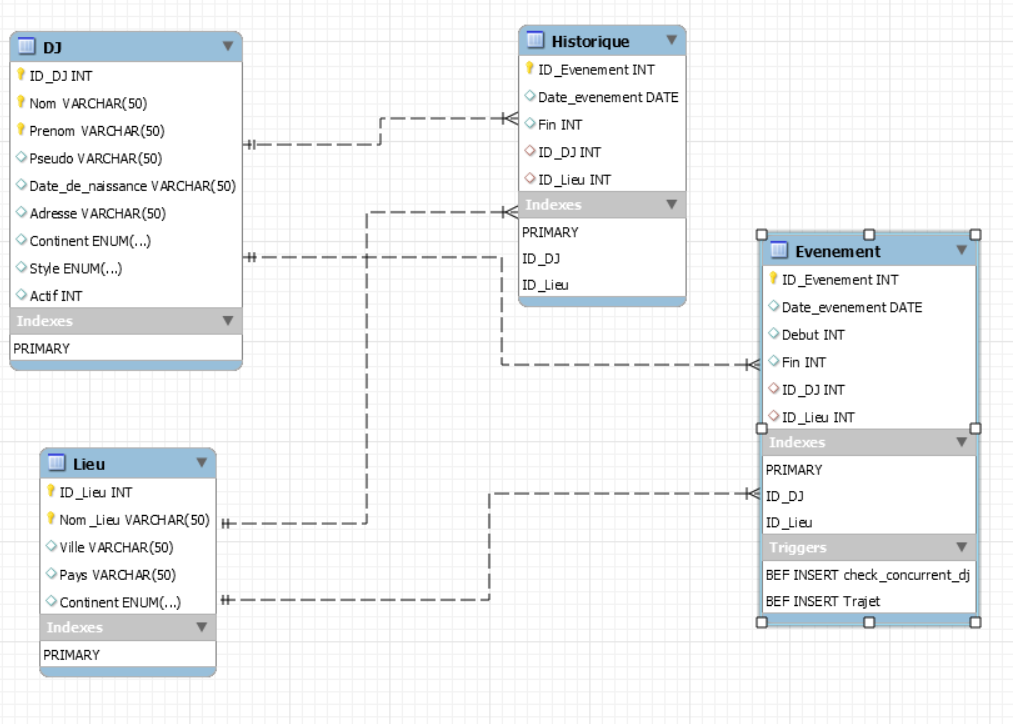 DJ
ID_DJ INT
Nom VARCHAR(50)
Prenom VARCHAR(50)
Pseudo VARCHAR(50)
Date_de_naissance VARCHAR(50)
Adresse VARCHAR(50)
Continent ENUM(...)
Style ENUM(...)
Actif INT
Indexes
PRIMARY
Historique
ID_Evenement INT
Date_evenement DATE
Fin INT
ID_DJ INT
ID_Lieu INT
Indexes
PRIMARY
ID_DJ
ID_Lieu
Evenement
ID_Evenement INT
Date_evenement DATE
Debut INT
Fin INT
ID_DJ INT
ID_Lieu INT
Indexes
PRIMARY
ID_DJ
ID_Lieu
Triggers
BEF INSERT check_concurrent_dj
BEF INSERT Trajet
Lieu
ID_Lieu INT
Nom_Lieu VARCHAR(50)
Ville VARCHAR(50)
Pays VARCHAR(50)
Continent ENUM(...)
Indexes
PRIMARY